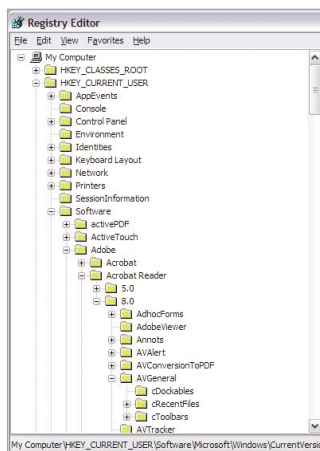 Registry Editor
File Edit View Favorites Help
My Computer
HKEY_CLASSES_ROOT
HKEY_CURRENT_USER
AppEvents
Console
Control Panel
Environment
Identities
Keyboard Layout
Network
Printers
SessionInformation
Software
activePDF
ActiveTouch
Adobe
Acrobat
Acrobat Reader
5.0
8.0
AdhocForms
AdobeViewer
Annots
AVAlert
AVConversionToPDF
AVGeneral
cDockables
cRecentFiles
cToolbars
AVTracker
My Computer\HKEY_CURRENT_USER\Software\Microsoft\Windows\CurrentVersio